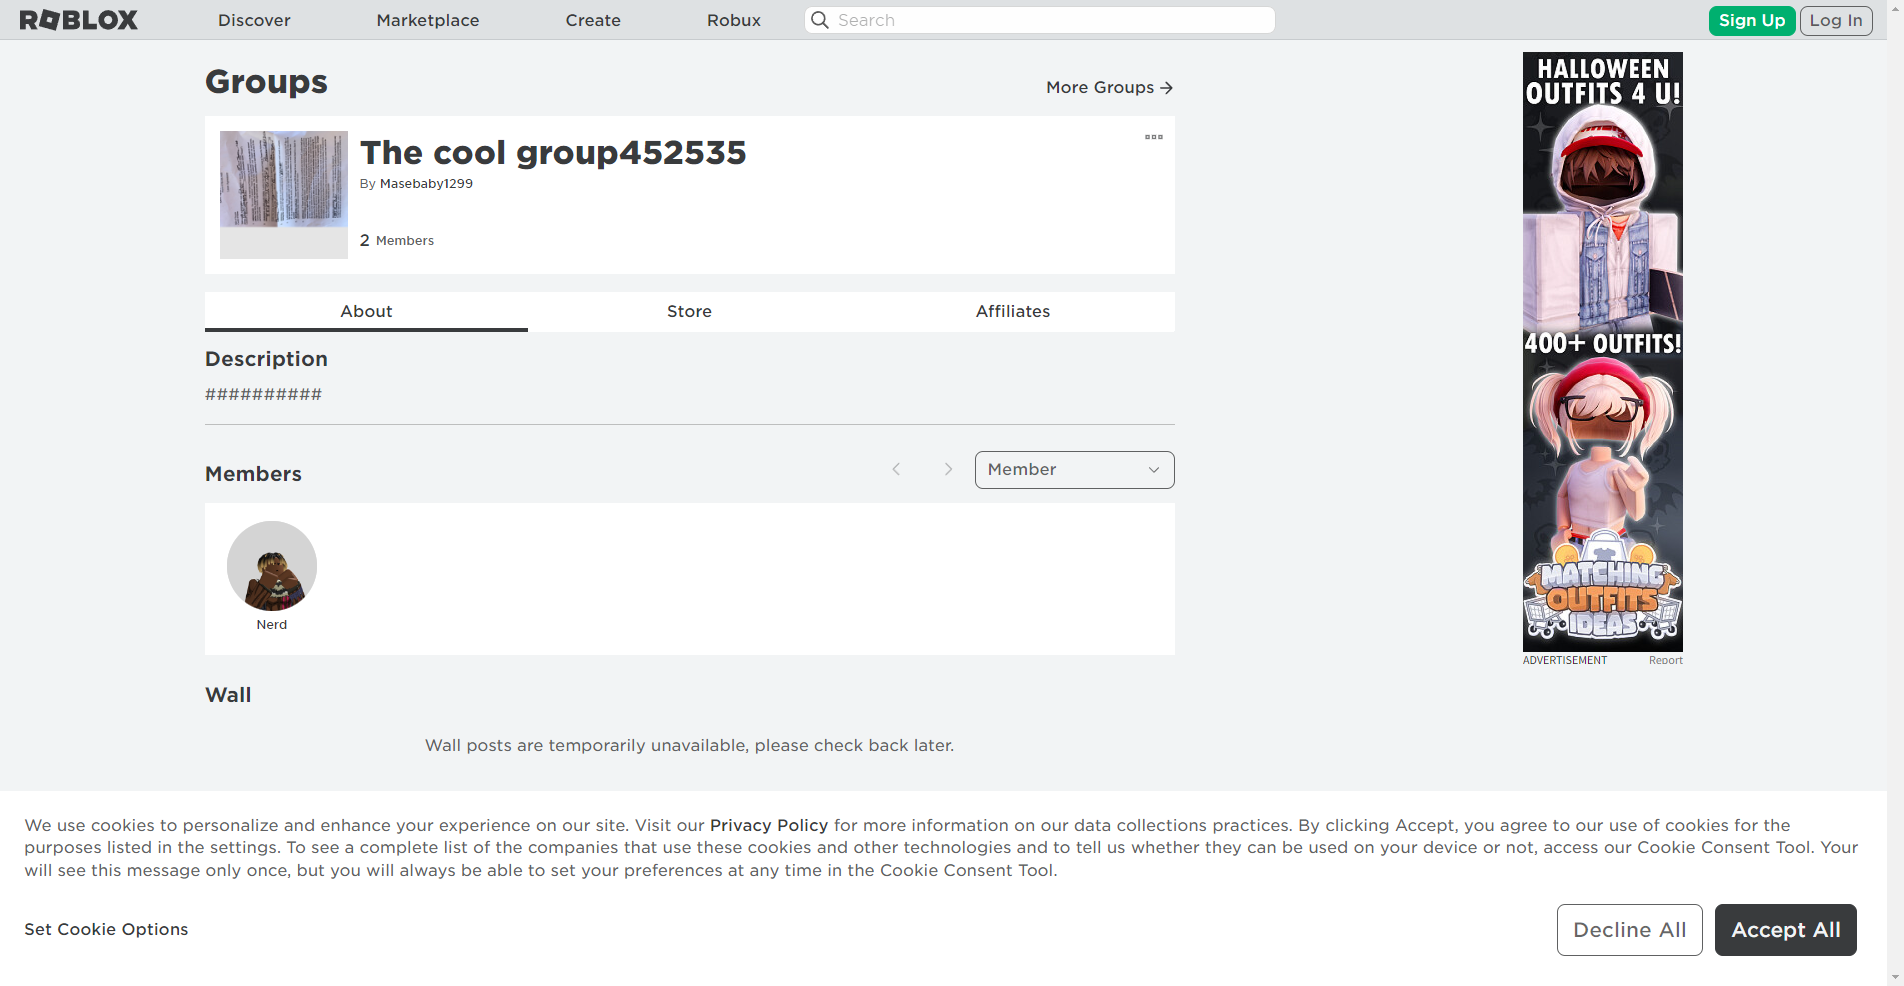 ROBLOX
Discover
Marketplace
Create
Robux
Search
Sign Up
Log In
Groups
More Groups
The cool group452535
By Masebaby1299
2 Members
About
Store
Affiliates
Description
##########
Members
Member
Nerd
Wall
Wall posts are temporarily unavailable, please check back later.
HALLOWEEN
OUTFITS 4 U!
400+ OUTFITS!
MATCHING
OUTFITS
IDEAS
ADVERTISEMENT
Report
We use cookies to personalize and enhance your experience on our site. Visit our Privacy Policy for more information on our data collections practices. By clicking Accept, you agree to our use of cookies for the
purposes listed in the settings. To see a complete list of the companies that use these cookies and other technologies and to tell us whether they can be used on your device or not, access our Cookie Consent Tool. Your
will see this message only once, but you will always be able to set your preferences at any time in the Cookie Consent Tool.
Set Cookie Options
Decline All
Accept All